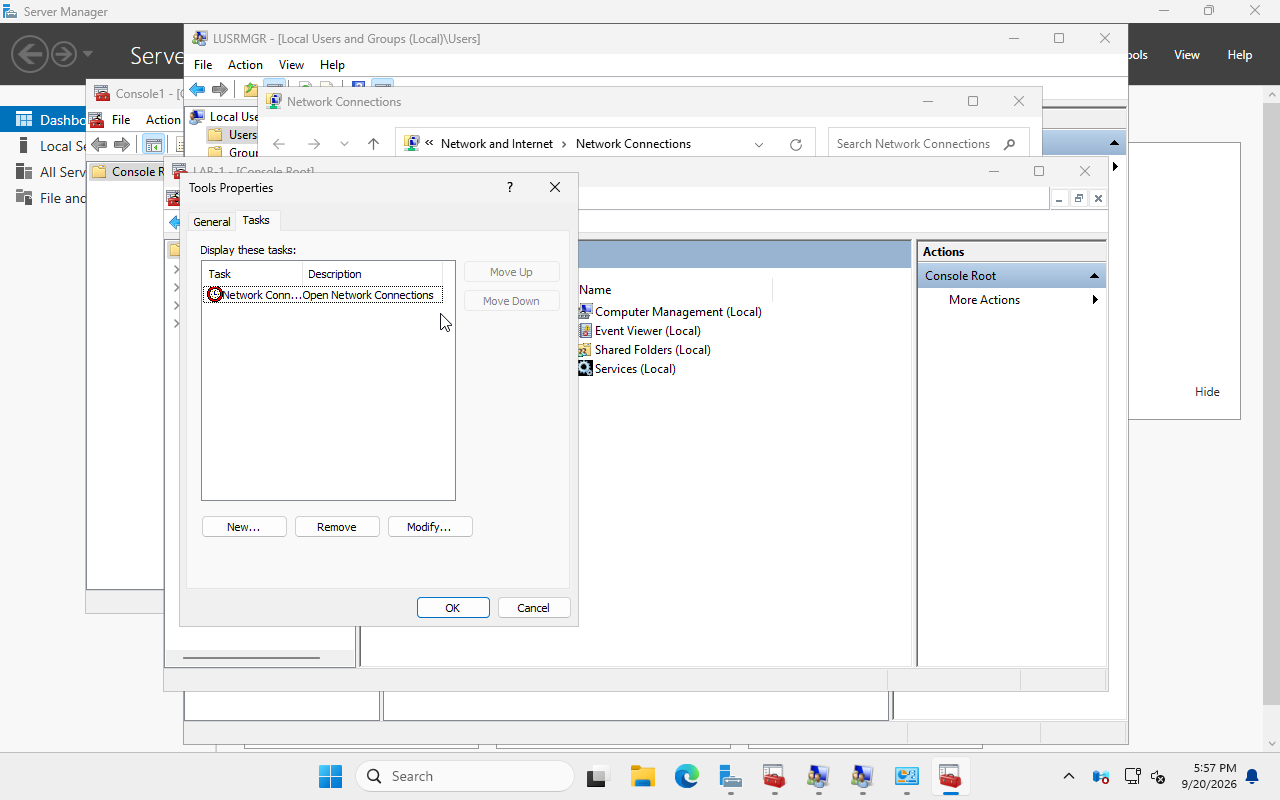 Server Manager
LUSRMGR - [Local Users and Groups (Local)\Users]
Tools
View
Help
File
Action
View
Help
Console1 -
Network Connections
File
Action
Dashbo
Local Se
All Serv
File and
Local Use
Users
Group
Network and Internet
Network Connections
Search Network Connections
Console R
LAB-1 - [Console Root]
Tools Properties
General
Tasks
Display these tasks:
Task
Description
Network Conn...
Open Network Connections
Move Up
Move Down
New...
Remove
Modify...
OK
Cancel
Name
Computer Management (Local)
Event Viewer (Local)
Shared Folders (Local)
Services (Local)
Actions
Console Root
More Actions
Hide
Search
5:57 PM
9/20/2026